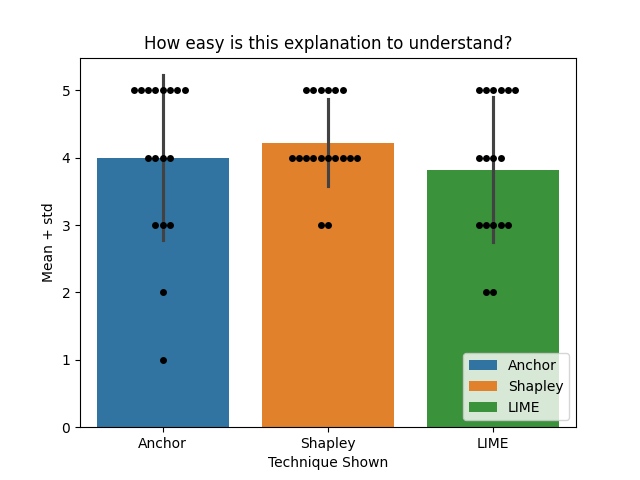 How easy is this explanation to understand?
Mean + std
5
4
3
2
1
0
Anchor
Shapley
LIME
Anchor
Shapley
LIME
Technique Shown